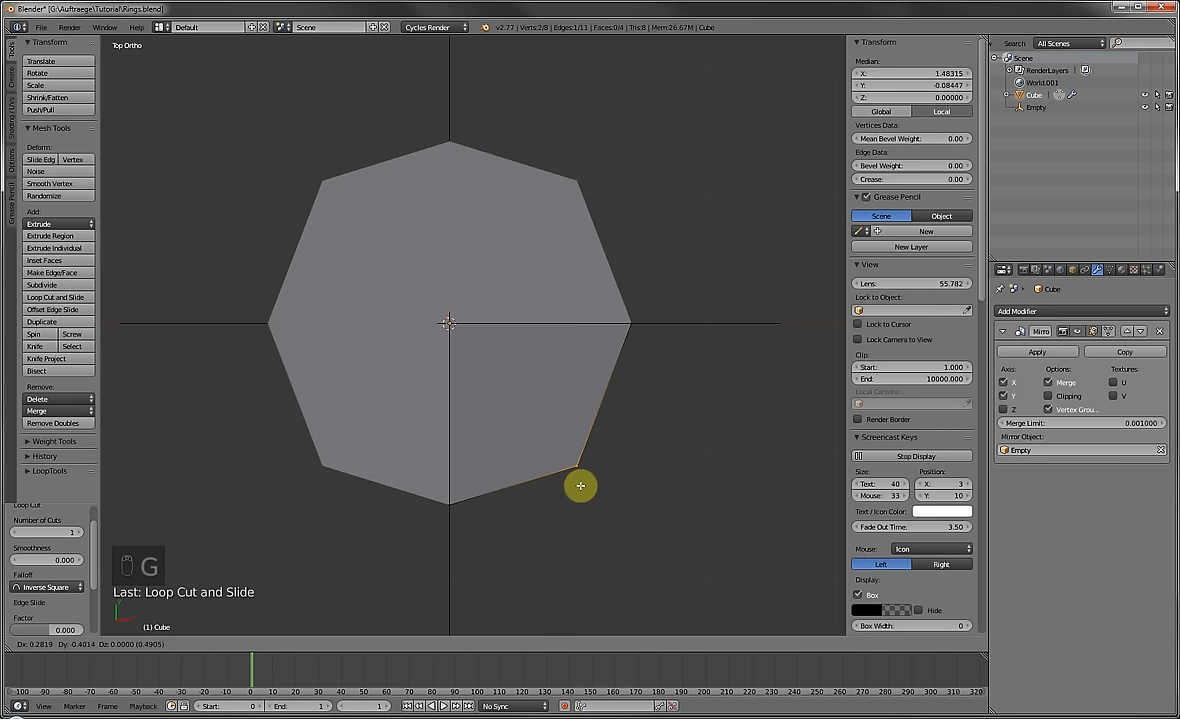 Blender* [G:\Auftraege\Tutorial\Rings.blend]
File Render Window Help Default Scene Cycles Render v2.77 | Verts:2/8 | Edges:1/11 | Faces:0/4 | Tris:8 | Mem:26.67M | Cube
Tools
Create
Shading / UVs
Options
Grease Pencil
Transform
Translate
Rotate
Scale
Shrink/Fatten
Push/Pull
Mesh Tools
Deform:
Slide Edg Vertex
Noise
Smooth Vertex
Randomize
Add:
Extrude
Extrude Region
Extrude Individual
Inset Faces
Make Edge/Face
Subdivide
Loop Cut and Slide
Offset Edge Slide
Duplicate
Spin Screw
Knife Select
Knife Project
Bisect
Remove:
Delete
Merge
Remove Doubles
Weight Tools
History
LoopTools
Loop Cut
Number of Cuts
1
Smoothness
0.000
Falloff
Inverse Square
Edge Slide
Factor
0.000
Top Ortho
G
Last: Loop Cut and Slide
(1) Cube
Dx: 0.2819 Dy: -0.4014 Dz: 0.0000 (0.4905)
Transform
Median:
X: 1.48315
Y: -0.08447
Z: 0.00000
Global Local
Vertices Data:
Mean Bevel Weight: 0.00
Edge Data:
Bevel Weight: 0.00
Crease: 0.00
Grease Pencil
Scene Object
New
New Layer
View
Lens: 55.782
Lock to Object:
Lock to Cursor
Lock Camera to View
Clip:
Start: 1.000
End: 10000.000
Local Camera:
Render Border
Screencast Keys
Stop Display
Size: Position:
Text: 40 X: 3
Mouse: 33 Y: 10
Text / Icon Color:
Fade Out Time: 3.50
Mouse: Icon
Left Right
Display:
Box
Hide
Box Width: 0
Search All Scenes
Scene
RenderLayers |
World.001
Cube |
Empty
Cube
Add Modifier
Mirro
Apply Copy
Axis: Options: Textures:
X Merge U
Y Clipping V
Z Vertex Grou...
Merge Limit: 0.001000
Mirror Object:
Empty
-100 -90 -80 -70 -60 -50 -40 -30 -20 -10 0 10 20 30 40 50 60 70 80 90 100 110 120 130 140 150 160 170 180 190 200 210 220 230 240 250 260 270 280 290 300 310 320
View Marker Frame Playback Start: 0 End: 1 1 No Sync